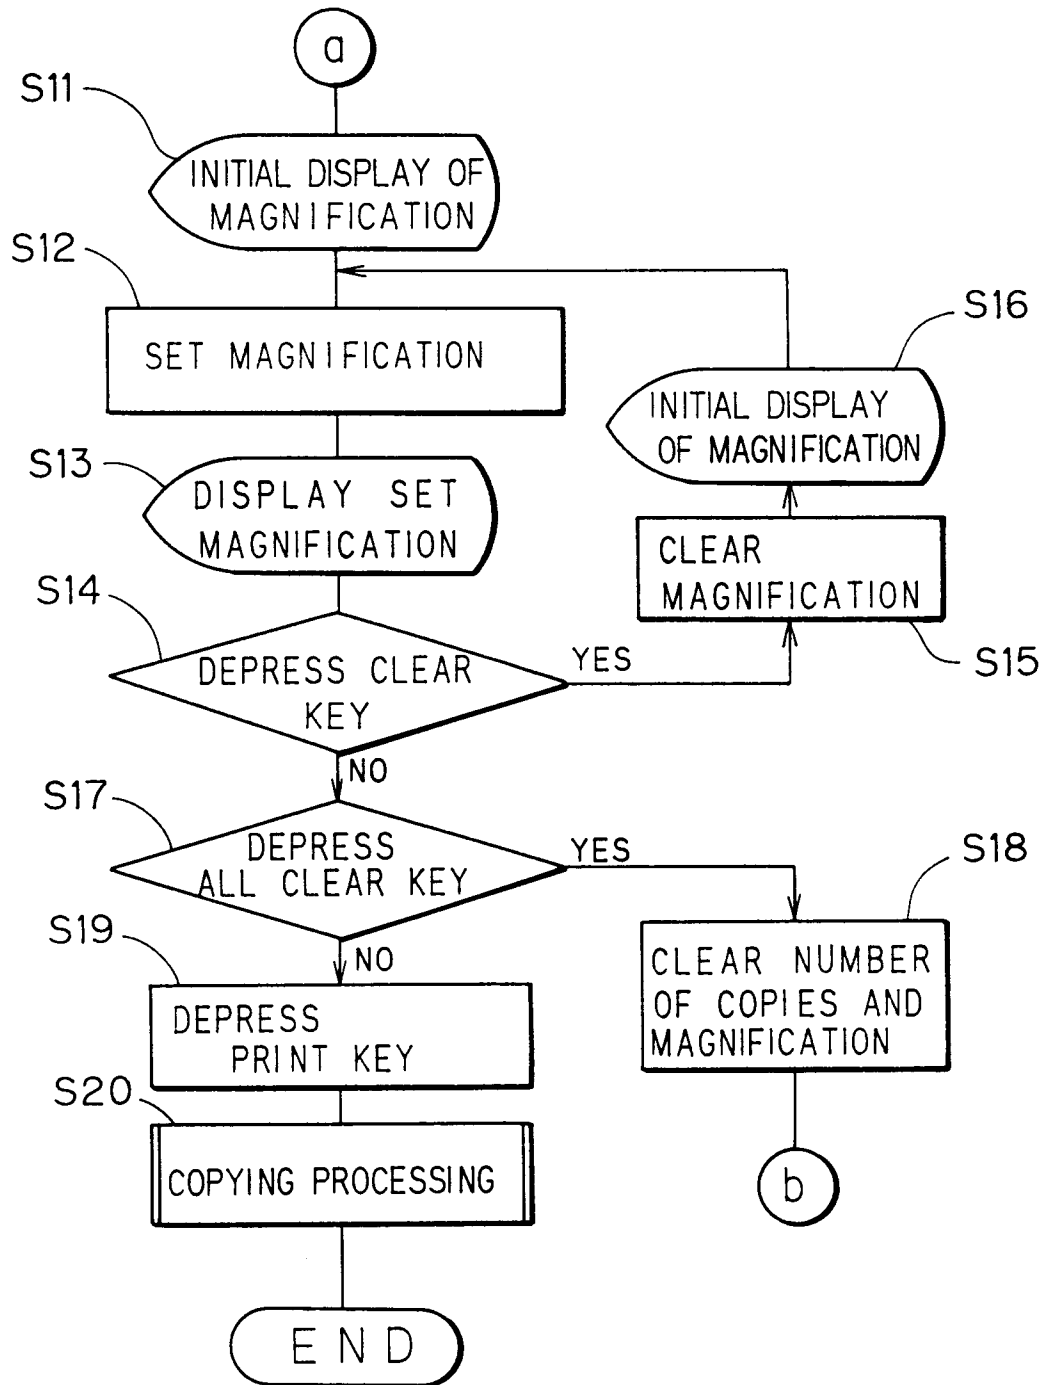 a
S11
INITIAL DISPLAY OF
MAGNIFICATION
S12
SET MAGNIFICATION
S16
INITIAL DISPLAY
OF MAGNIFICATION
S13
DISPLAY SET
MAGNIFICATION
CLEAR
MAGNIFICATION
S15
S14
DEPRESS CLEAR
KEY
YES
NO
S17
DEPRESS
ALL CLEAR KEY
YES
NO
S18
CLEAR NUMBER
OF COPIES AND
MAGNIFICATION
S19
DEPRESS
PRINT KEY
S20
COPYING PROCESSING
b
END